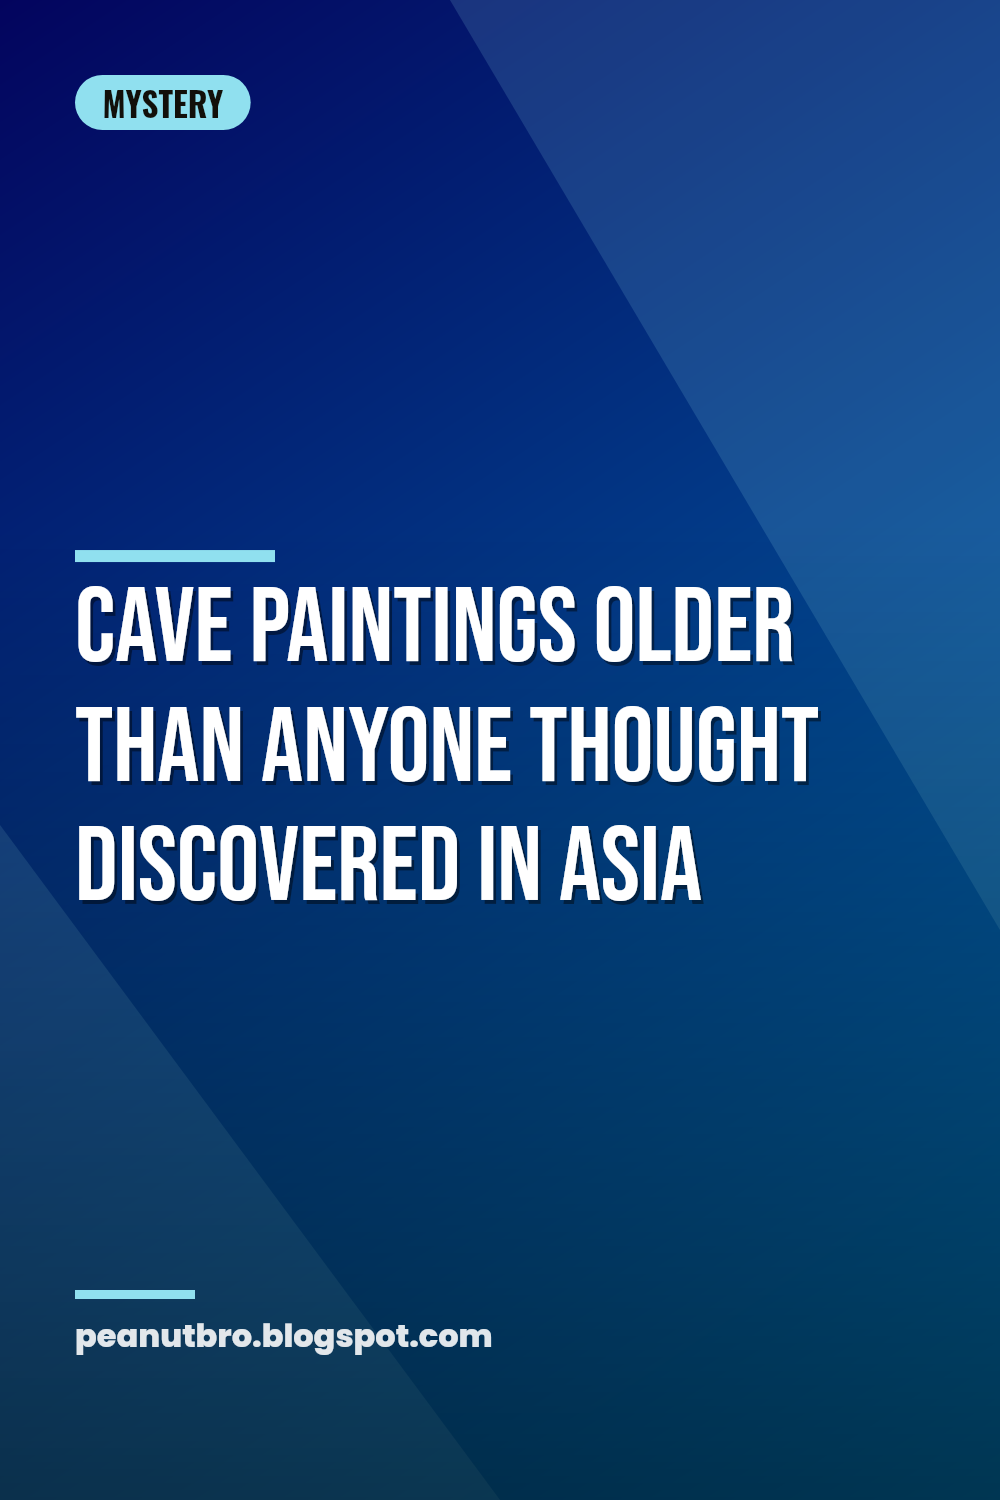 MYSTERY
CAVE PAINTINGS OLDER
THAN ANYONE THOUGHT
DISCOVERED IN ASIA
peanutbro.blogspot.com